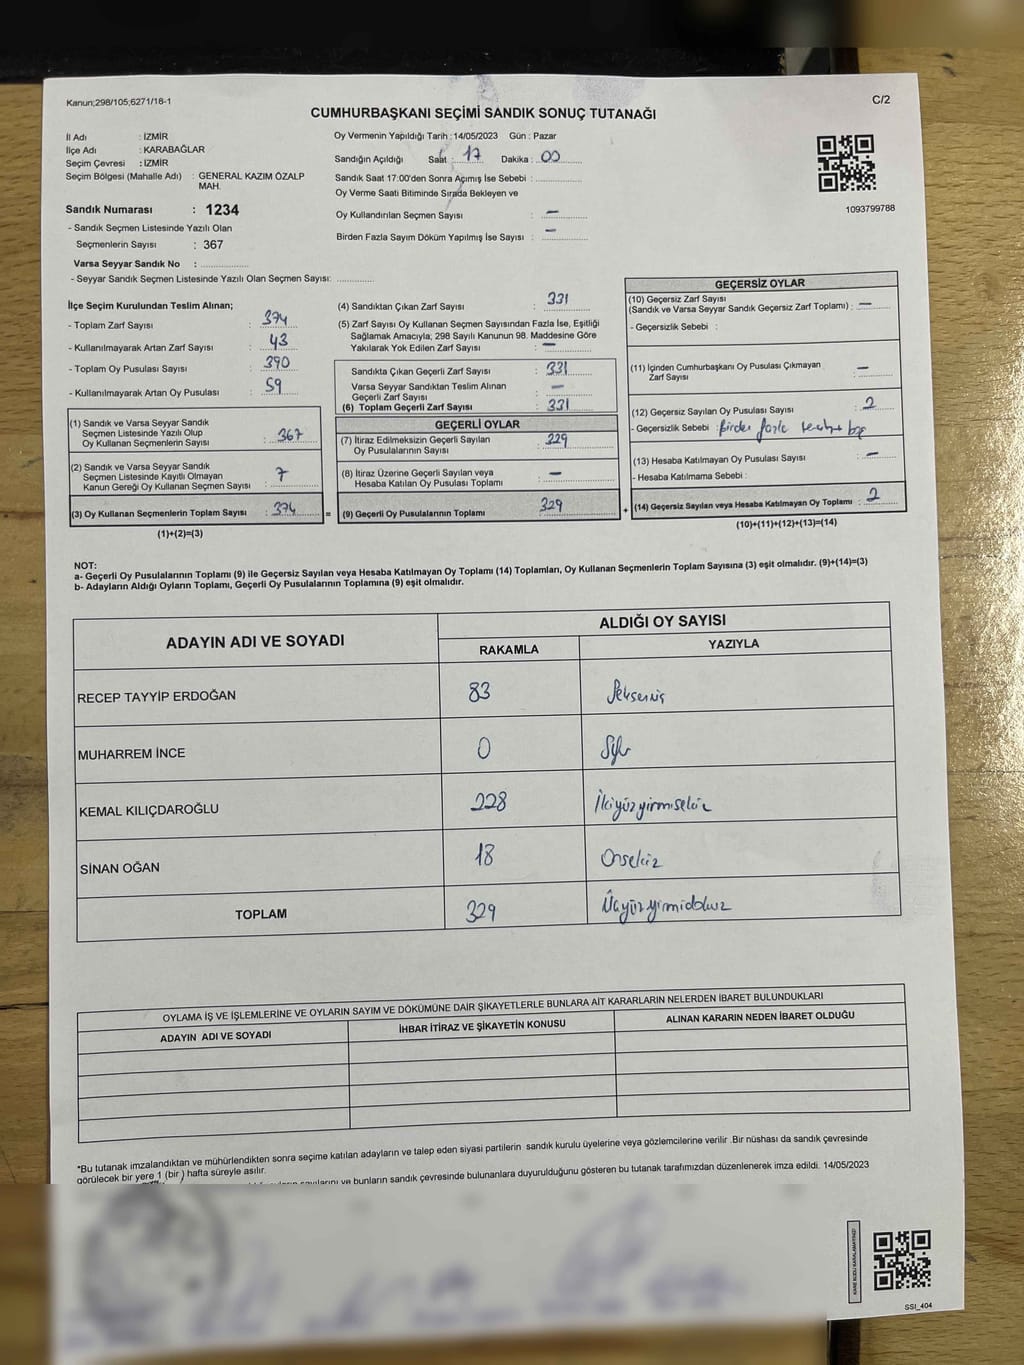 Kanun;298/105;6271/18-1
C/2
CUMHURBAŞKANI SEÇİMİ SANDIK SONUÇ TUTANAĞI
İl Adı : İZMİR
İlçe Adı : KARABAĞLAR
Seçim Çevresi : İZMİR
Seçim Bölgesi (Mahalle Adı) : GENERAL KAZIM ÖZALP
MAH.
Sandık Numarası : 1234
- Sandık Seçmen Listesinde Yazılı Olan
Seçmenlerin Sayısı : 367
Varsa Seyyar Sandık No :
- Seyyar Sandık Seçmen Listesinde Yazılı Olan Seçmen Sayısı:
Oy Vermenin Yapıldığı Tarih : 14/05/2023 Gün : Pazar
Sandığın Açıldığı Saat : 17 Dakika : 00
Sandık Saat 17:00'den Sonra Açımış İse Sebebi :
Oy Verme Saati Bitiminde Sırada Bekleyen ve
Oy Kullandırılan Seçmen Sayısı : —
Birden Fazla Sayım Döküm Yapılmış İse Sayısı : —
1093799788
İlçe Seçim Kurulundan Teslim Alınan;
- Toplam Zarf Sayısı : 374
- Kullanılmayarak Artan Zarf Sayısı : 43
- Toplam Oy Pusulası Sayısı : 390
- Kullanılmayarak Artan Oy Pusulası : 59
(1) Sandık ve Varsa Seyyar Sandık
Seçmen Listesinde Yazılı Olup
Oy Kullanan Seçmenlerin Sayısı : 367
(2) Sandık ve Varsa Seyyar Sandık
Seçmen Listesinde Kayıtlı Olmayan
Kanun Gereği Oy Kullanan Seçmen Sayısı : 7
(3) Oy Kullanan Seçmenlerin Toplam Sayısı : 374 =
(1)+(2)=(3)
(4) Sandıktan Çıkan Zarf Sayısı : 331
(5) Zarf Sayısı Oy Kullanan Seçmen Sayısından Fazla İse, Eşitliği
Sağlamak Amacıyla; 298 Sayılı Kanunun 98. Maddesine Göre
Yakılarak Yok Edilen Zarf Sayısı : —
Sandıkta Çıkan Geçerli Zarf Sayısı : 331
Varsa Seyyar Sandıktan Teslim Alınan
Geçerli Zarf Sayısı : —
(6) Toplam Geçerli Zarf Sayısı : 331
GEÇERLİ OYLAR
(7) İtiraz Edilmeksizin Geçerli Sayılan
Oy Pusulalarının Sayısı : 329
(8) İtiraz Üzerine Geçerli Sayılan veya
Hesaba Katılan Oy Pusulası Toplamı : —
(9) Geçerli Oy Pusulalarının Toplamı : 329 +
GEÇERSİZ OYLAR
(10) Geçersiz Zarf Sayısı
(Sandık ve Varsa Seyyar Sandık Geçersiz Zarf Toplamı) : —
- Geçersizlik Sebebi :
(11) İçinden Cumhurbaşkanı Oy Pusulası Çıkmayan
Zarf Sayısı : —
(12) Geçersiz Sayılan Oy Pusulası Sayısı : 2
- Geçersizlik Sebebi : Birden fazla
(13) Hesaba Katılmayan Oy Pusulası Sayısı : —
- Hesaba Katılmama Sebebi :
(14) Geçersiz Sayılan veya Hesaba Katılmayan Oy Toplamı : 2
(10)+(11)+(12)+(13)=(14)
NOT:
a- Geçerli Oy Pusulalarının Toplamı (9) ile Geçersiz Sayılan veya Hesaba Katılmayan Oy Toplamı (14) Toplamları, Oy Kullanan Seçmenlerin Toplam Sayısına (3) eşit olmalıdır. (9)+(14)=(3)
b- Adayların Aldığı Oyların Toplamı, Geçerli Oy Pusulalarının Toplamına (9) eşit olmalıdır.
ADAYIN ADI VE SOYADI
ALDIĞI OY SAYISI
RAKAMLA YAZIYLA
RECEP TAYYİP ERDOĞAN 83
MUHARREM İNCE 0 Sıfır
KEMAL KILIÇDAROĞLU 228 İkiyüzyirmisekiz
SİNAN OĞAN 18 Onsekiz
TOPLAM 329 Üçyüzyirmidokuz
OYLAMA İŞ VE İŞLEMLERİNE VE OYLARIN SAYIM VE DÖKÜMÜNE DAİR ŞİKAYETLERLE BUNLARA AİT KARARLARIN NELERDEN İBARET BULUNDUKLARI
ADAYIN ADI VE SOYADI İHBAR İTİRAZ VE ŞİKAYETİN KONUSU ALINAN KARARIN NEDEN İBARET OLDUĞU
*Bu tutanak imzalandıktan ve mühürlendikten sonra seçime katılan adayların ve talep eden siyasi partilerin sandık kurulu üyelerine veya gözlemcilerine verilir .Bir nüshası da sandık çevresinde
görülecek bir yere 1 (bir ) hafta süreyle asılır.
ve bunların sandık çevresinde bulunanlara duyurulduğunu gösteren bu tutanak tarafımızdan düzenlenerek imza edildi. 14/05/2023
SSI_404